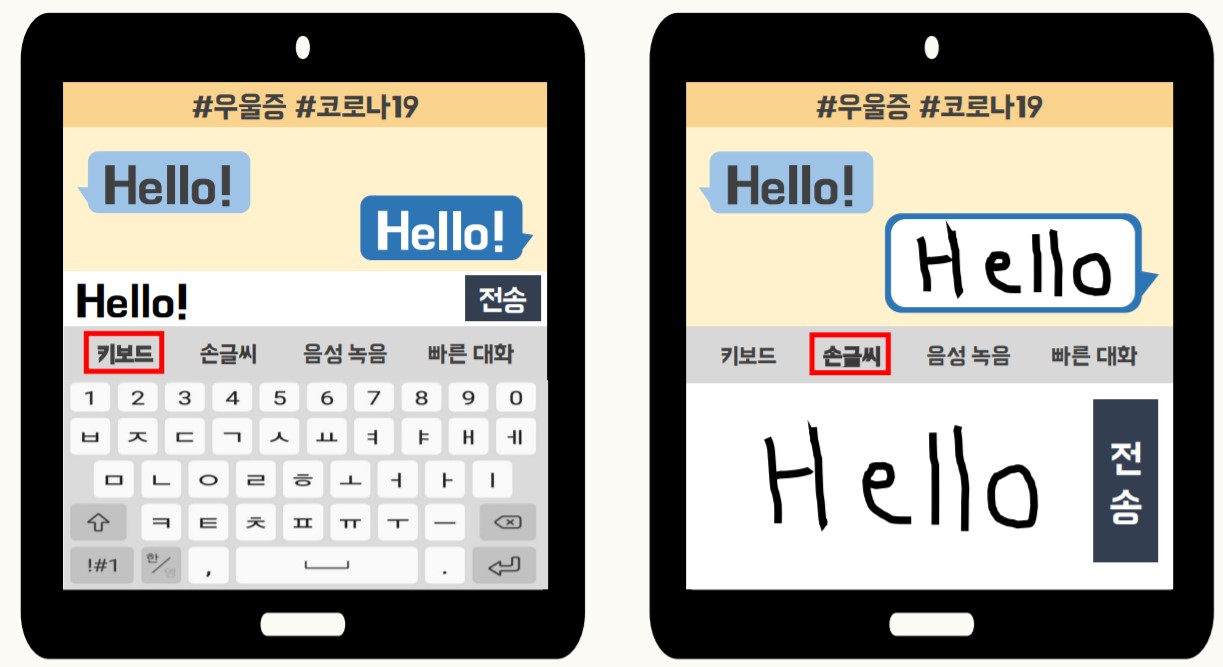 #우울증 #코로나19
Hello!
Hello!
Hello! 전송
키보드 손글씨 음성 녹음 빠른 대화
1 2 3 4 5 6 7 8 9 0
ㅂ ㅈ ㄷ ㄱ ㅅ ㅛ ㅕ ㅑ ㅐ ㅔ
ㅁ ㄴ ㅇ ㄹ ㅎ ㅗ ㅓ ㅏ ㅣ
ㅋ ㅌ ㅊ ㅍ ㅠ ㅜ ㅡ
!#1 한/영 , .
#우울증 #코로나19
Hello!
Hello
키보드 손글씨 음성 녹음 빠른 대화
Hello 전송